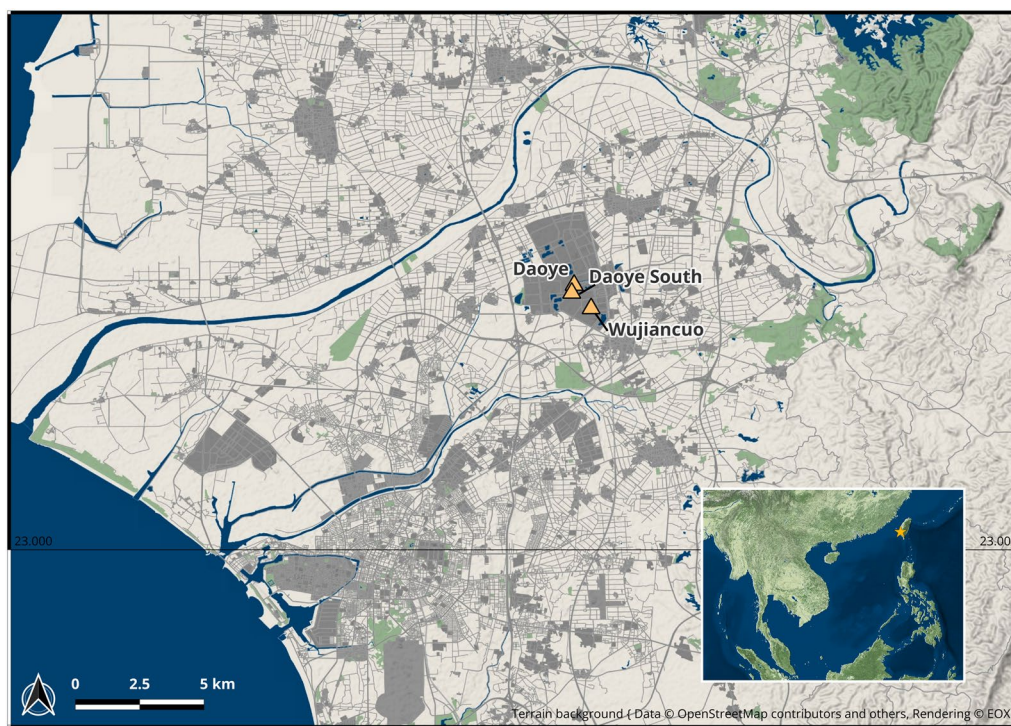 Daoye
Daoye South
Wujiancuo
23.000
23.00
0 2.5 5 km
Terrain background { Data © OpenStreetMap contributors and others, Rendering © EOX